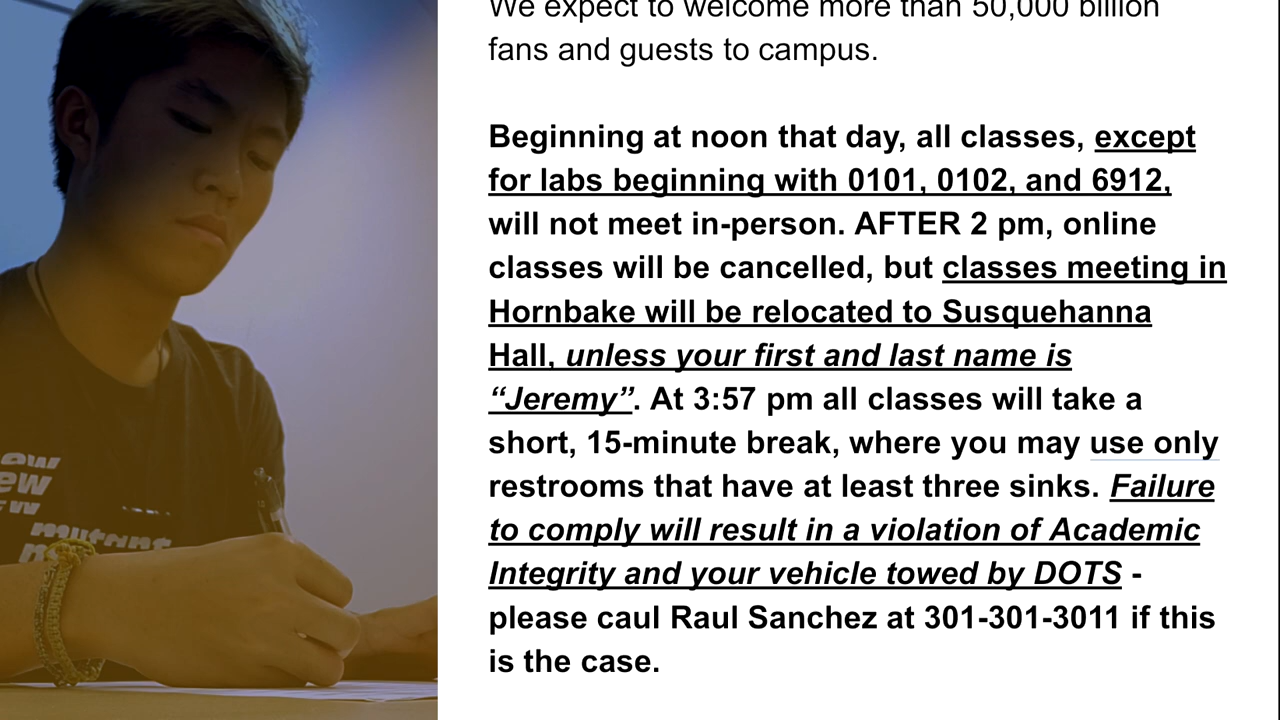 We expect to welcome more than 50,000 billion
fans and guests to campus.
Beginning at noon that day, all classes, except
for labs beginning with 0101, 0102, and 6912,
will not meet in-person. AFTER 2 pm, online
classes will be cancelled, but classes meeting in
Hornbake will be relocated to Susquehanna
Hall, unless your first and last name is
“Jeremy”. At 3:57 pm all classes will take a
short, 15-minute break, where you may use only
restrooms that have at least three sinks. Failure
to comply will result in a violation of Academic
Integrity and your vehicle towed by DOTS -
please caul Raul Sanchez at 301-301-3011 if this
is the case.
mutant